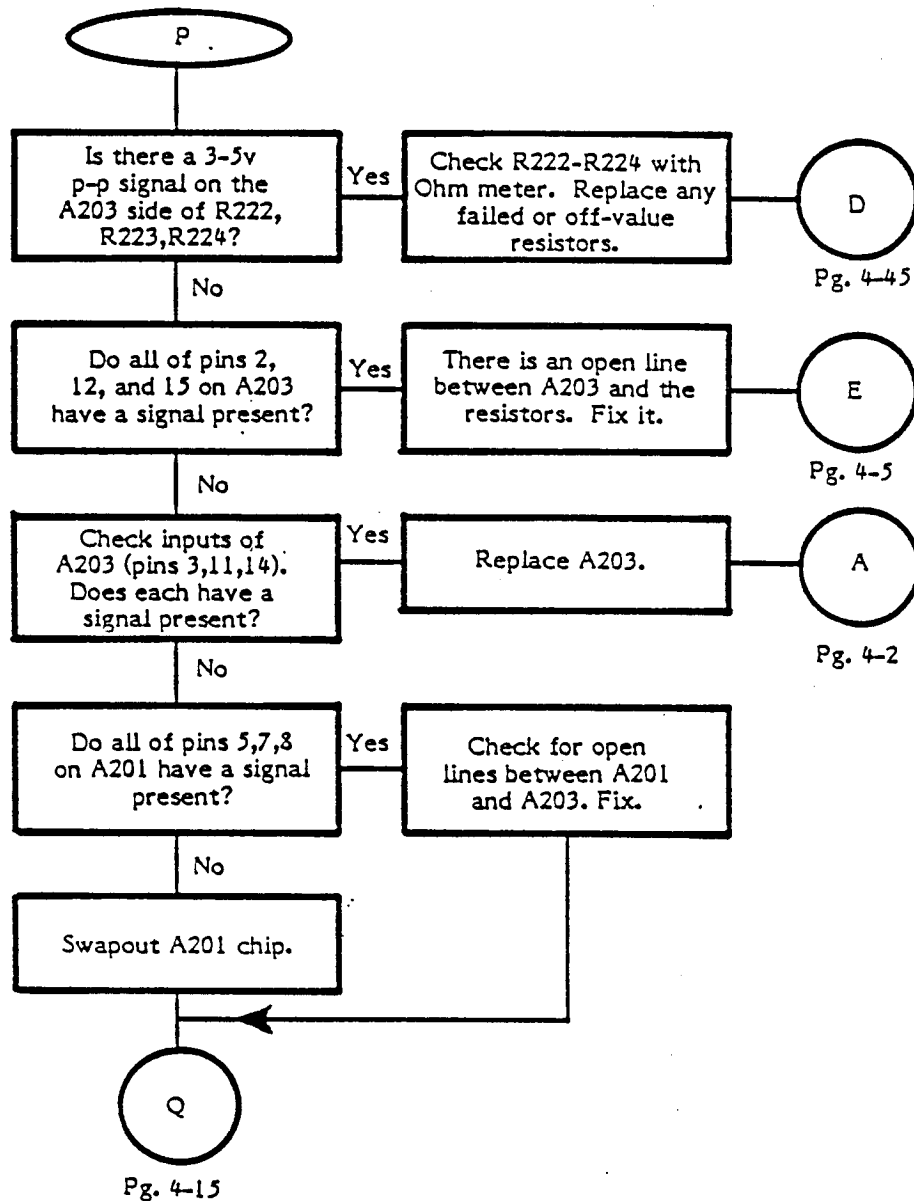 P
Is there a 3-5v
p-p signal on the
A203 side of R222,
R223,R224?
Yes
Check R222-R224 with
Ohm meter. Replace any
failed or off-value
resistors.
D
Pg. 4-45
No
Do all of pins 2,
12, and 15 on A203
have a signal present?
Yes
There is an open line
between A203 and the
resistors. Fix it.
E
Pg. 4-5
No
Check inputs of
A203 (pins 3,11,14).
Does each have a
signal present?
Yes
Replace A203.
A
Pg. 4-2
No
Do all of pins 5,7,8
on A201 have a signal
present?
Yes
Check for open
lines between A201
and A203. Fix.
No
Swapout A201 chip.
Q
Pg. 4-15